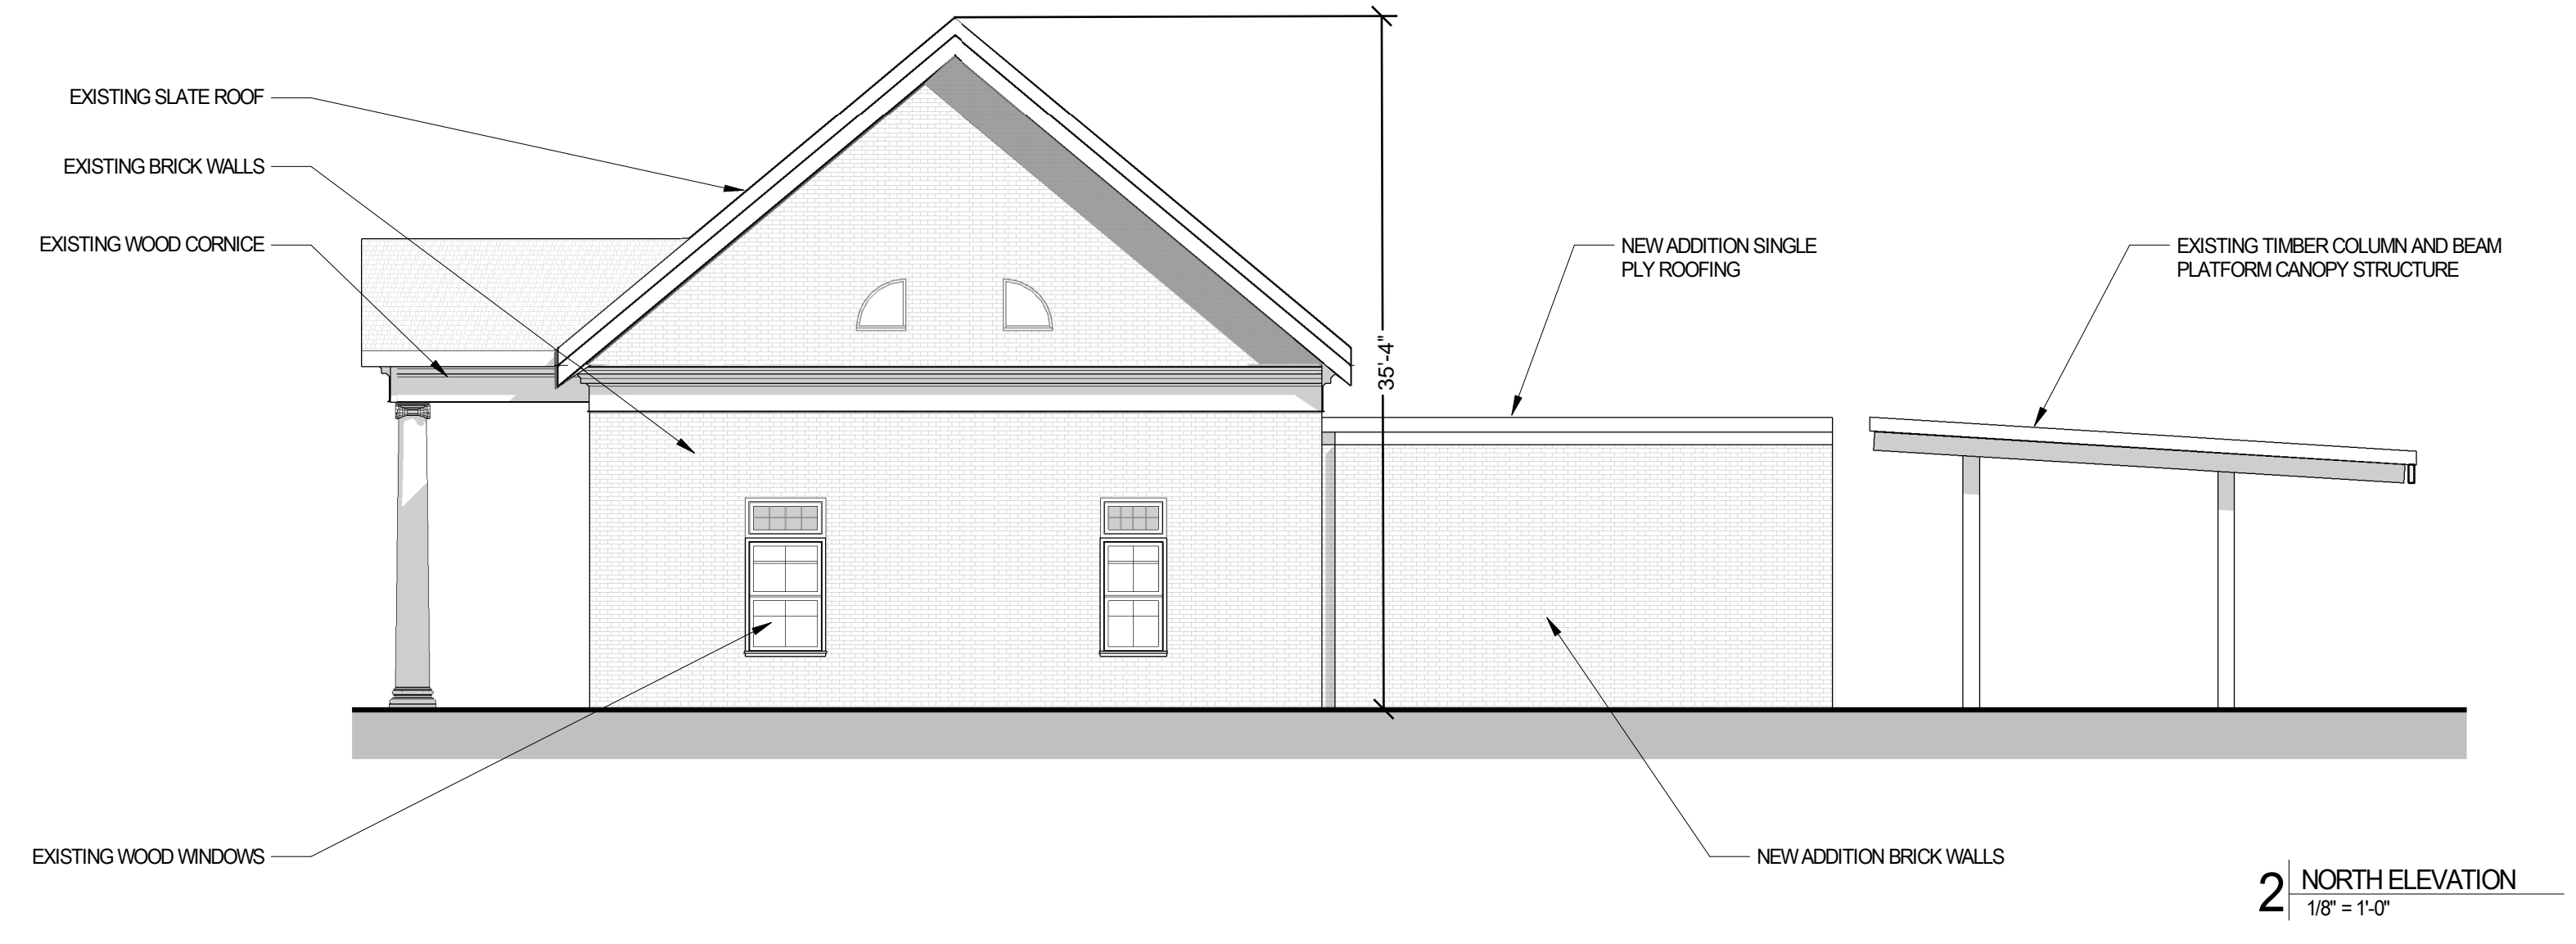 EXISTING SLATE ROOF
EXISTING BRICK WALLS
EXISTING WOOD CORNICE
35'-4"
NEW ADDITION SINGLE
PLY ROOFING
EXISTING TIMBER COLUMN AND BEAM
PLATFORM CANOPY STRUCTURE
EXISTING WOOD WINDOWS
NEW ADDITION BRICK WALLS
2 NORTH ELEVATION
1/8" = 1'-0"